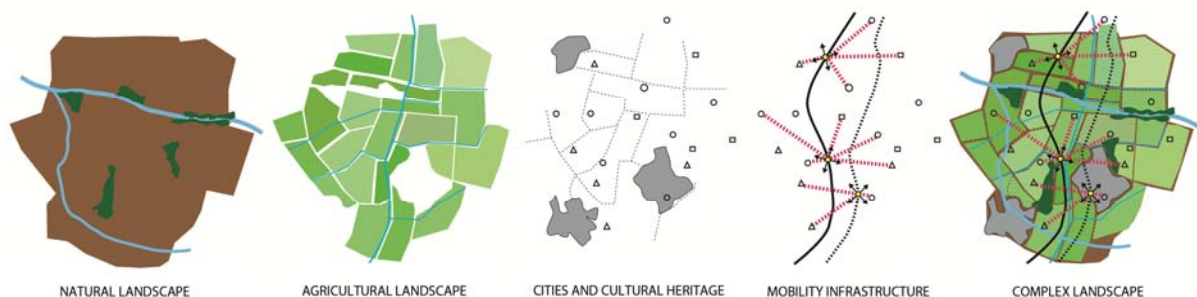 NATURAL LANDSCAPE
AGRICULTURAL LANDSCAPE
CITIES AND CULTURAL HERITAGE
MOBILITY INFRASTRUCTURE
COMPLEX LANDSCAPE